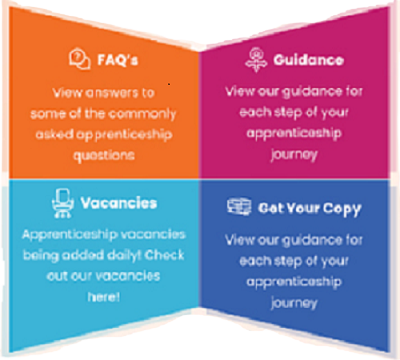 FAQ's
View answers to
some of the commonly
asked apprenticeship
questions
Guidance
View our guidance for
each step of your
apprenticeship
journey
Vacancies
Apprenticeship vacancies
being added daily! Check
out our vacancies
here!
Get Your Copy
View our guidance for
each step of your
apprenticeship
journey